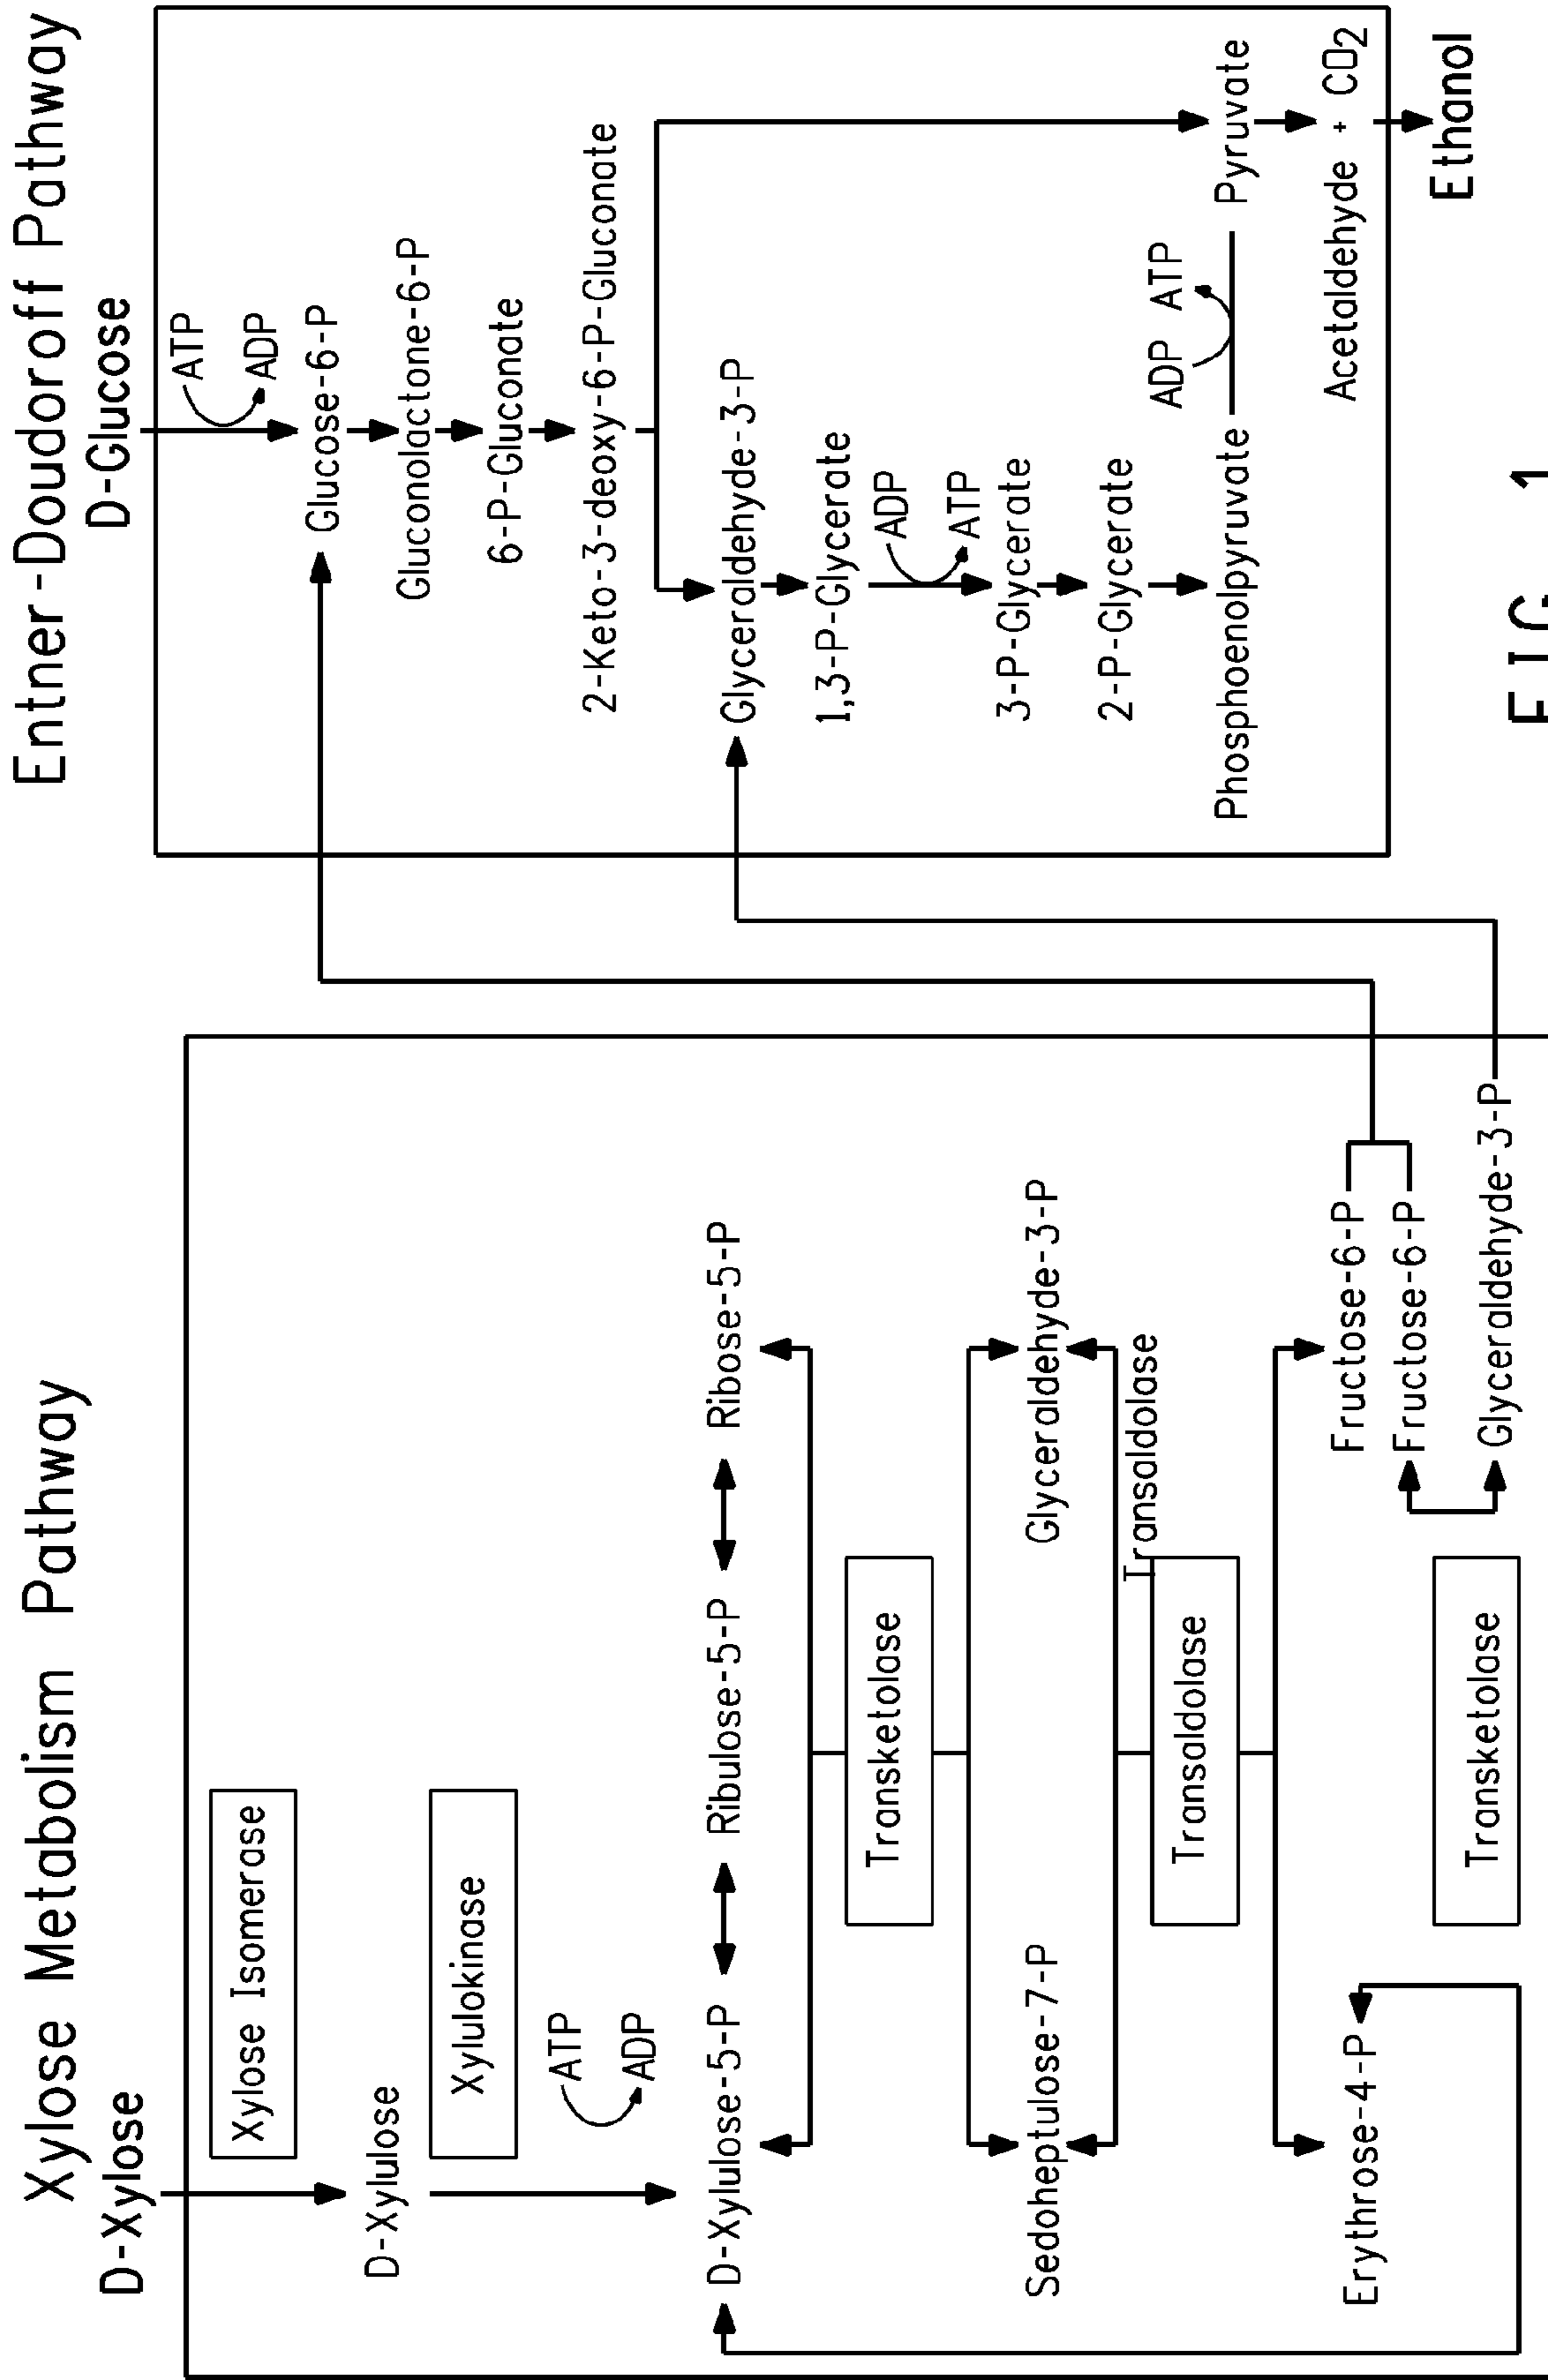 Xylose Metabolism Pathway
D-Xylose
Xylose Isomerase
D-Xylulose
Xylulokinase
ATP
ADP
D-Xylulose-5-P
Ribulose-5-P
Ribose-5-P
Transketolase
Sedoheptulose-7-P
Glyceraldehyde-3-P
Transaldolase
Transaldolase
Erythrose-4-P
Fructose-6-P
Fructose-6-P
Transketolase
Glyceraldehyde-3-P
Entner-Doudoroff Pathway
D-Glucose
ATP
ADP
Glucose-6-P
Gluconolactone-6-P
6-P-Gluconate
2-Keto-3-deoxy-6-P-Gluconate
Glyceraldehyde-3-P
1,3-P-Glycerate
ADP
ATP
3-P-Glycerate
2-P-Glycerate
ADP ATP
Phosphoenolpyruvate
Pyruvate
Acetaldehyde + CO2
Ethanol
FIG. 1